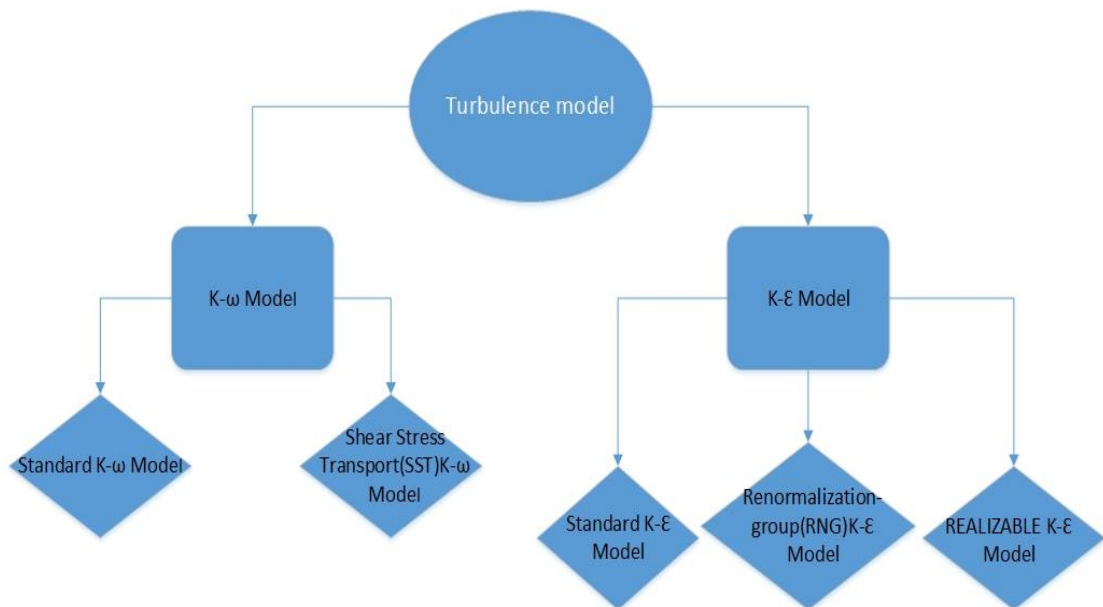 Turbulence model
K-ω Model
K-Ɛ Model
Standard K-ω Model
Shear Stress
Transport(SST)K-ω
Model
Standard K-Ɛ
Model
Renormalization-
group(RNG)K-Ɛ
Model
REALIZABLE K-Ɛ
Model